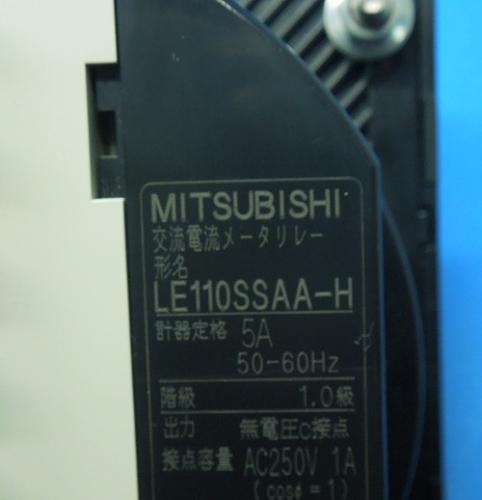 MITSUBISHI
交流電流メータリレー
形名
LE110SSAA-H
計器定格 5A
50-60Hz
階級 1.0級
出力 無電圧c接点
接点容量 AC250V 1A
(cosϕ=1)